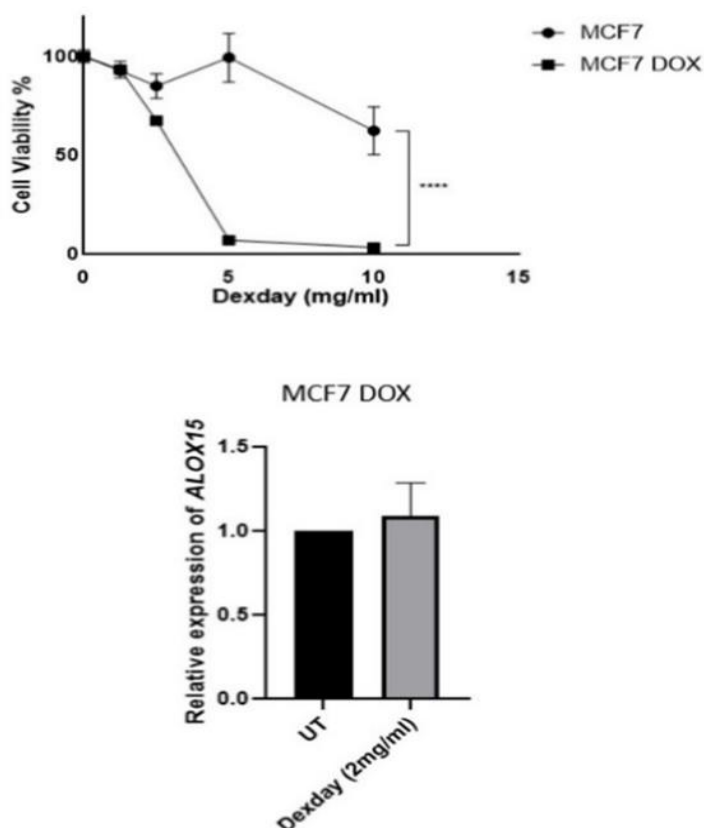 MCF7
MCF7 DOX
Cell Viability %
100
50
0
****
0 5 10 15
Dexday (mg/ml)
MCF7 DOX
Relative expression of ALOX15
1.5
1.0
0.5
0.0
UT
Dexday (2mg/ml)